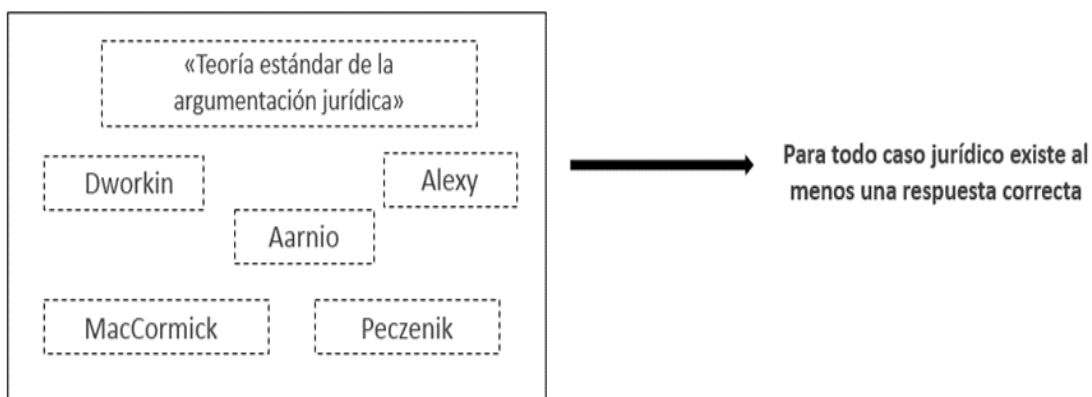 «Teoría estándar de la
argumentación jurídica»
Dworkin
Alexy
Aarnio
MacCormick
Peczenik
Para todo caso jurídico existe al
menos una respuesta correcta